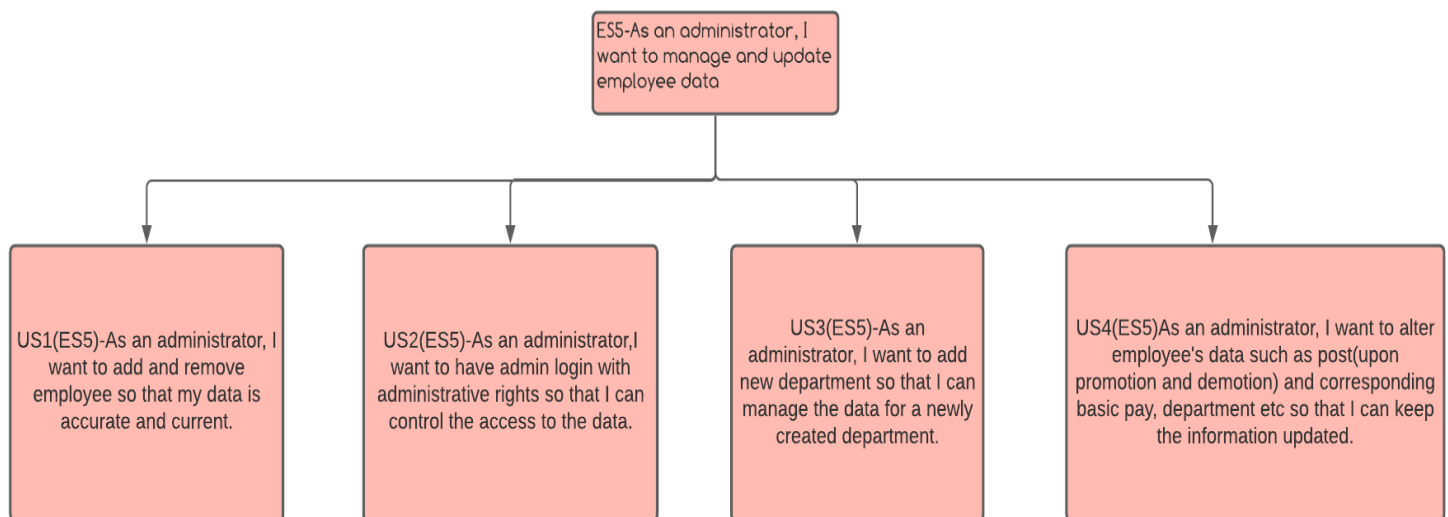 ES5-As an administrator, I
want to manage and update
employee data
US1(ES5)-As an administrator, I
want to add and remove
employee so that my data is
accurate and current.
US2(ES5)-As an administrator,I
want to have admin login with
administrative rights so that I can
control the access to the data.
US3(ES5)-As an
administrator, I want to add
new department so that I can
manage the data for a newly
created department.
US4(ES5)As an administrator, I want to alter
employee's data such as post(upon
promotion and demotion) and corresponding
basic pay, department etc so that I can keep
the information updated.